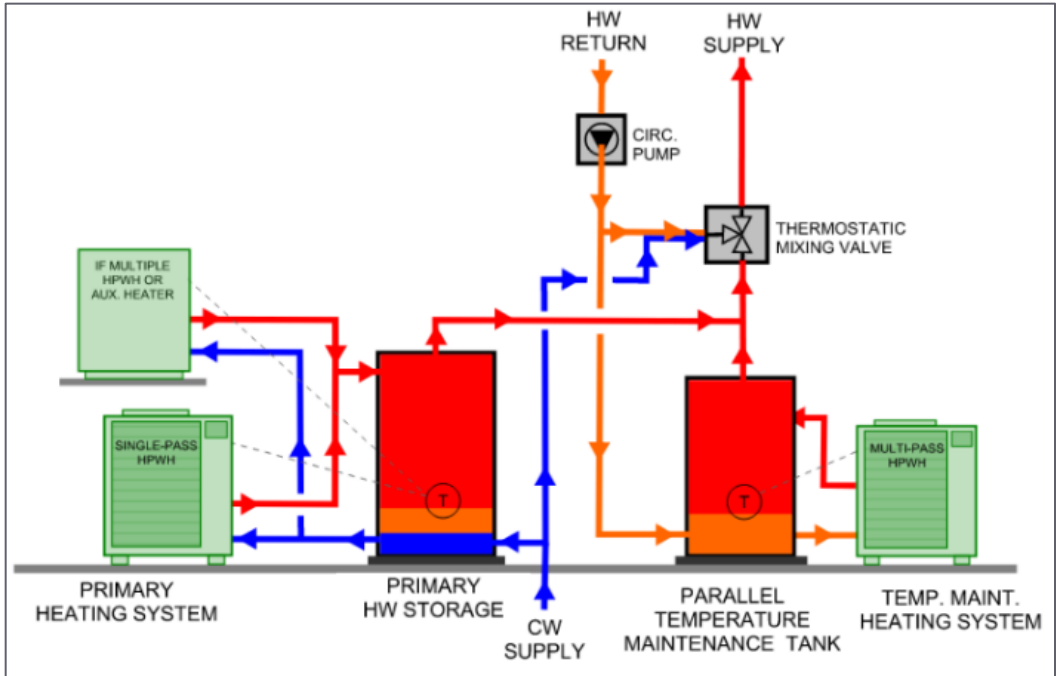 HW
RETURN
HW
SUPPLY
CIRC.
PUMP
THERMOSTATIC
MIXING VALVE
IF MULTIPLE
HPWH OR
AUX. HEATER
SINGLE-PASS
HPWH
T
T
MULTI-PASS
HPWH
PRIMARY
HEATING SYSTEM
PRIMARY
HW STORAGE
CW
SUPPLY
PARALLEL
TEMPERATURE
MAINTENANCE TANK
TEMP. MAINT.
HEATING SYSTEM